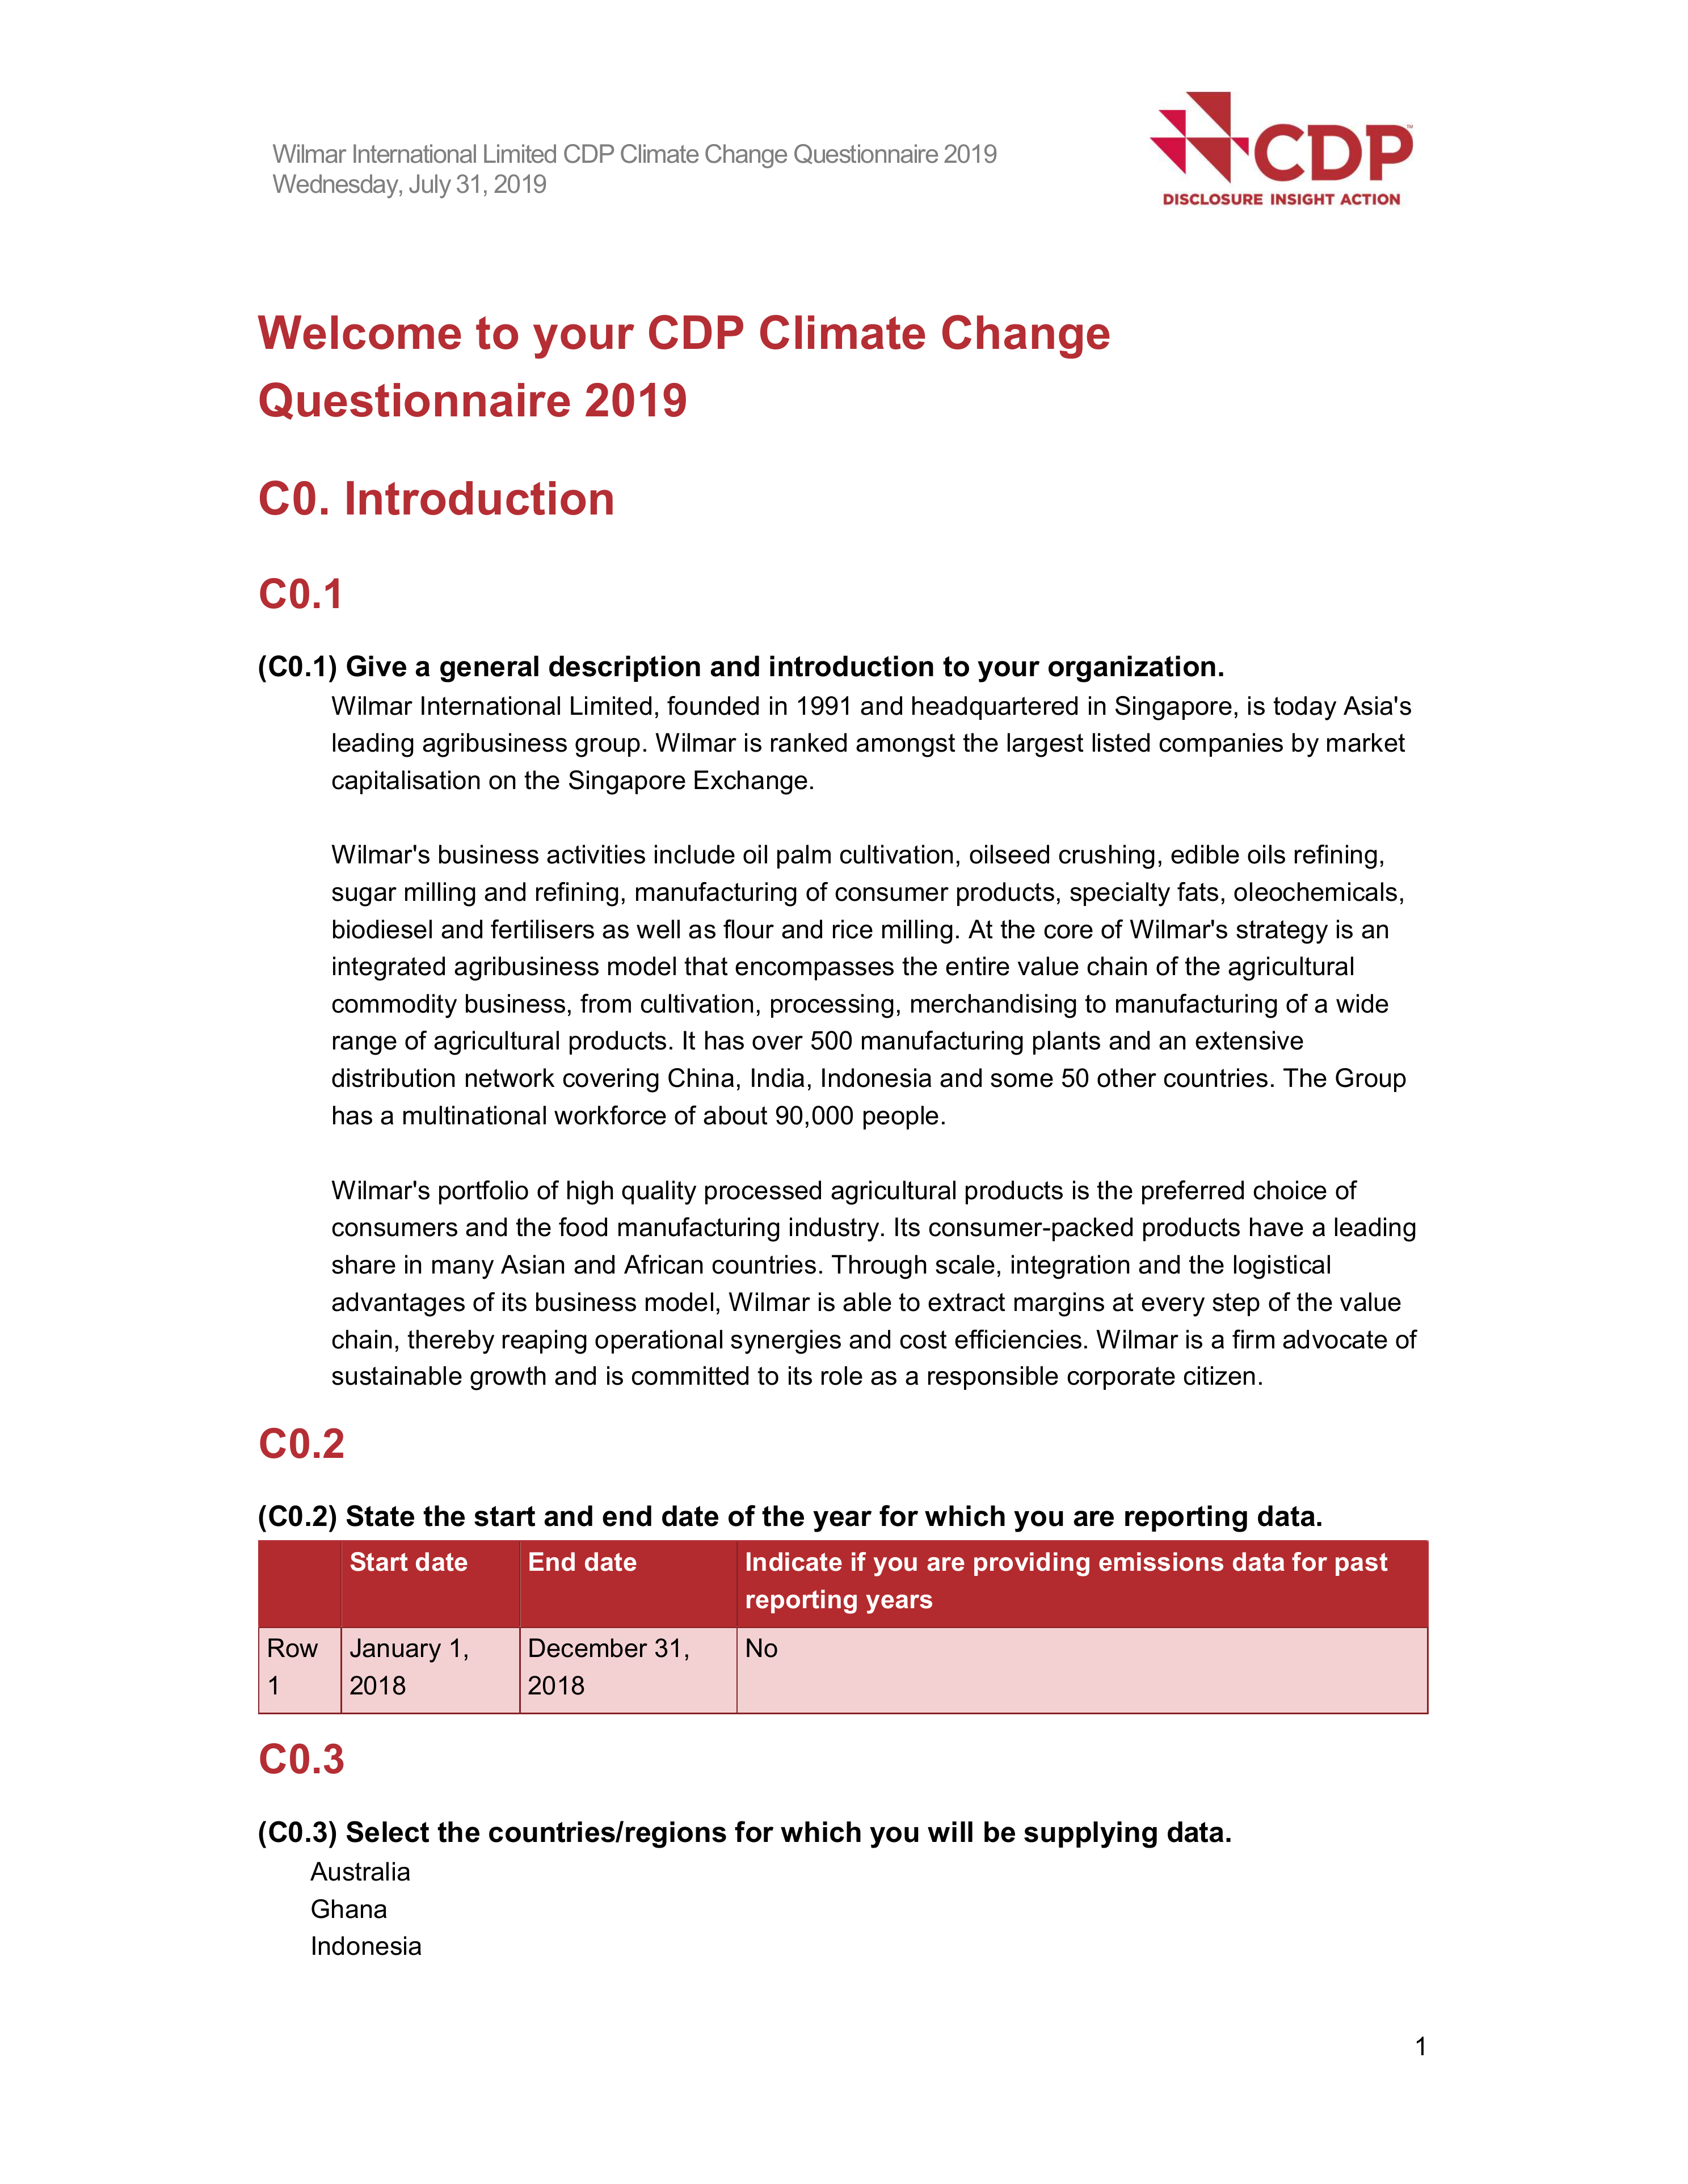 Wilmar International Limited CDP Climate Change Questionnaire 2019
Wednesday, July 31, 2019
CDP™
DISCLOSURE INSIGHT ACTION
Welcome to your CDP Climate Change
Questionnaire 2019
C0. Introduction
C0.1
(C0.1) Give a general description and introduction to your organization.
Wilmar International Limited, founded in 1991 and headquartered in Singapore, is today Asia's
leading agribusiness group. Wilmar is ranked amongst the largest listed companies by market
capitalisation on the Singapore Exchange.
Wilmar's business activities include oil palm cultivation, oilseed crushing, edible oils refining,
sugar milling and refining, manufacturing of consumer products, specialty fats, oleochemicals,
biodiesel and fertilisers as well as flour and rice milling. At the core of Wilmar's strategy is an
integrated agribusiness model that encompasses the entire value chain of the agricultural
commodity business, from cultivation, processing, merchandising to manufacturing of a wide
range of agricultural products. It has over 500 manufacturing plants and an extensive
distribution network covering China, India, Indonesia and some 50 other countries. The Group
has a multinational workforce of about 90,000 people.
Wilmar's portfolio of high quality processed agricultural products is the preferred choice of
consumers and the food manufacturing industry. Its consumer-packed products have a leading
share in many Asian and African countries. Through scale, integration and the logistical
advantages of its business model, Wilmar is able to extract margins at every step of the value
chain, thereby reaping operational synergies and cost efficiencies. Wilmar is a firm advocate of
sustainable growth and is committed to its role as a responsible corporate citizen.
C0.2
(C0.2) State the start and end date of the year for which you are reporting data.
Start date End date Indicate if you are providing emissions data for past
reporting years
Row January 1, December 31, No
1 2018 2018
C0.3
(C0.3) Select the countries/regions for which you will be supplying data.
Australia
Ghana
Indonesia
1